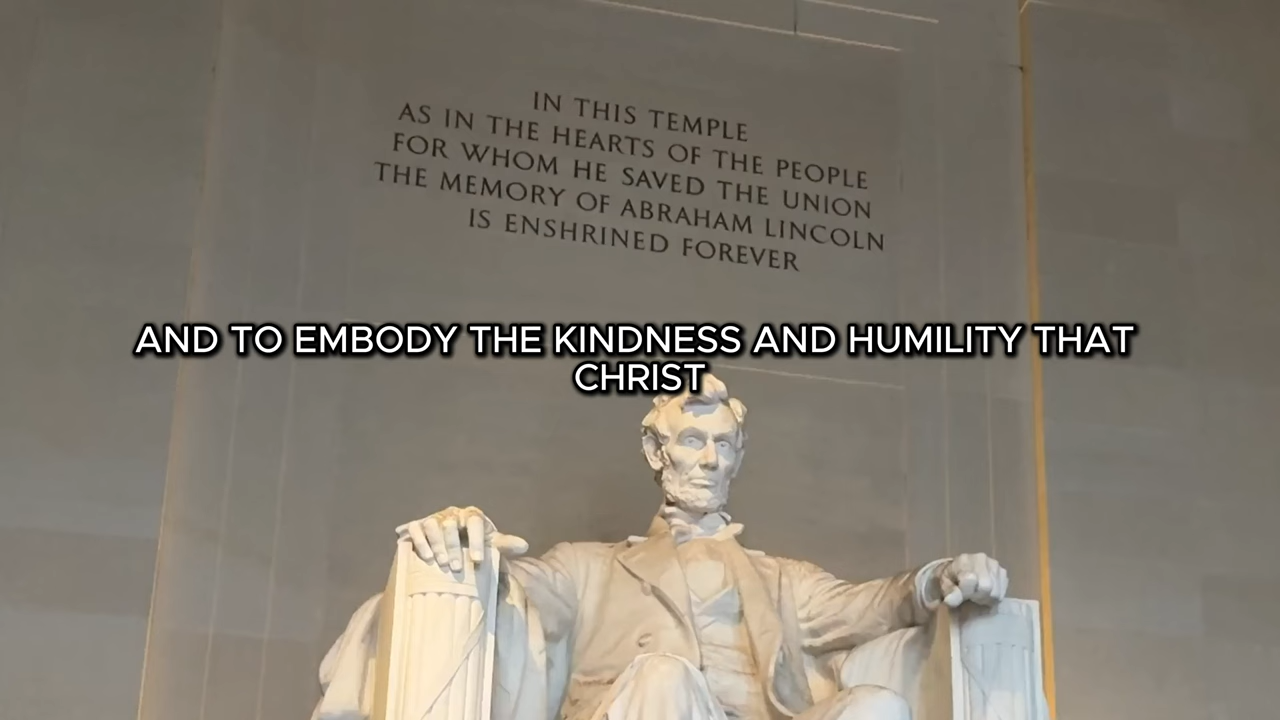 IN THIS TEMPLE
AS IN THE HEARTS OF THE PEOPLE
FOR WHOM HE SAVED THE UNION
THE MEMORY OF ABRAHAM LINCOLN
IS ENSHRINED FOREVER
AND TO EMBODY THE KINDNESS AND HUMILITY THAT
CHRIST